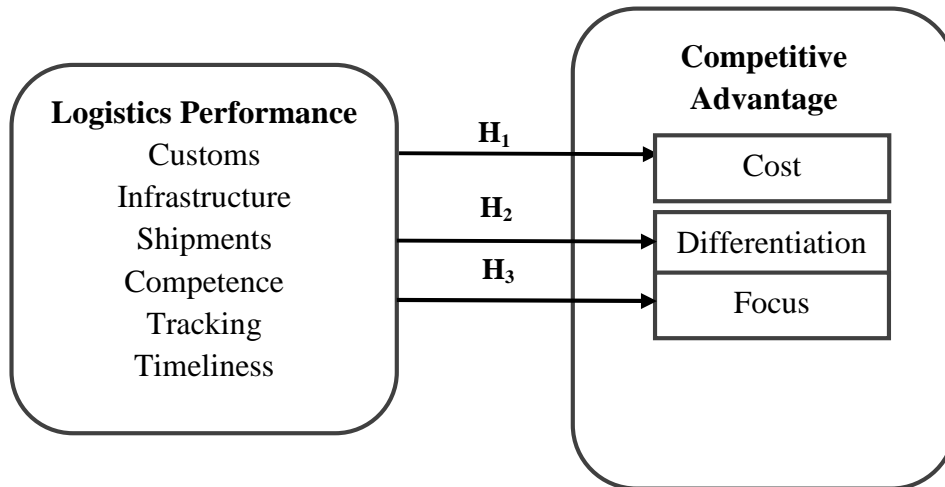 Logistics Performance
Customs
Infrastructure
Shipments
Competence
Tracking
Timeliness
H₁
H₂
H₃
Competitive
Advantage
Cost
Differentiation
Focus